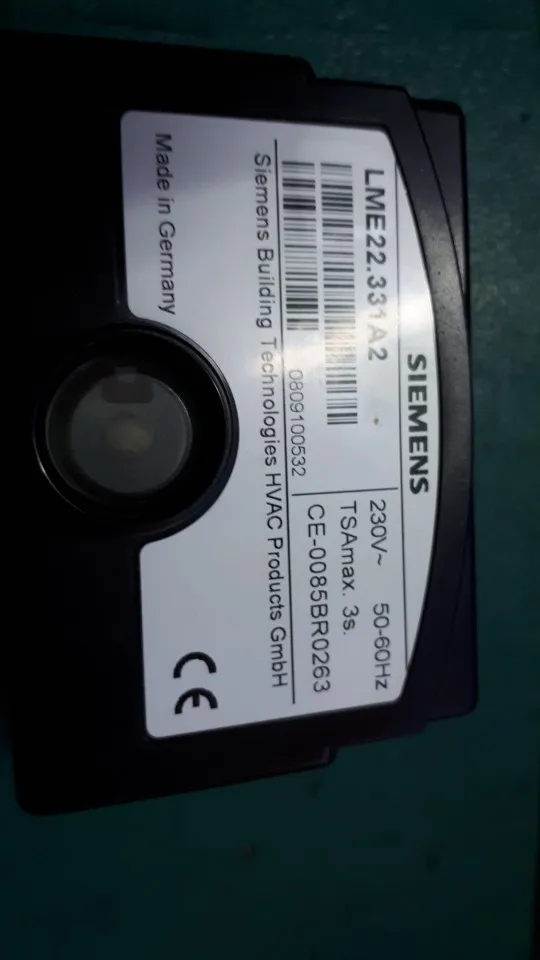 SIEMENS
LME22.331A2
230V~ 50-60Hz
TSAmax. 3s.
0809100532
CE-0085BR0263
Siemens Building Technologies HVAC Products GmbH
Made in Germany
CE